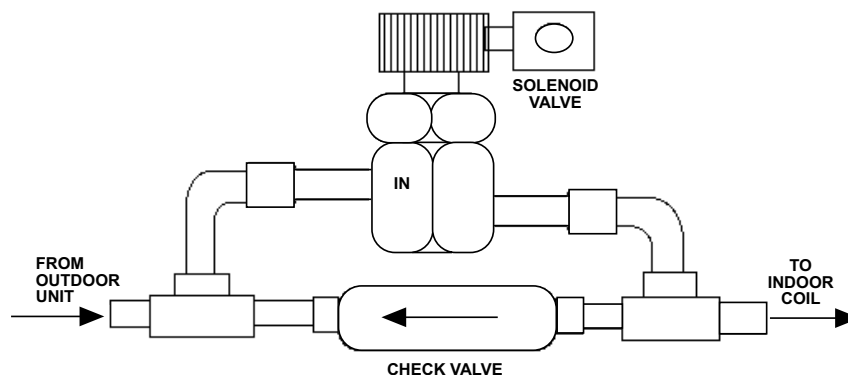 SOLENOID
VALVE
IN
FROM
OUTDOOR
UNIT
TO
INDOOR
COIL
CHECK VALVE